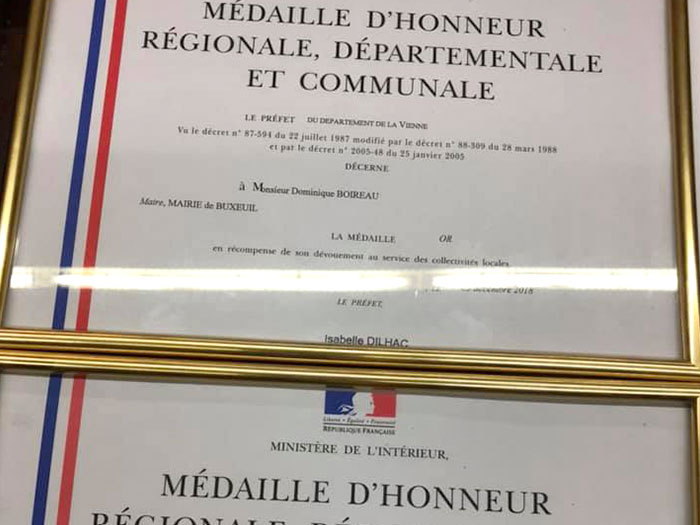 MÉDAILLE D'HONNEUR
RÉGIONALE, DÉPARTEMENTALE
ET COMMUNALE
LE PRÉFET DU DEPARTEMENT DE LA VIENNE
Vu le décret n° 87-594 du 22 juillet 1987 modifié par le décret n° 88-309 du 28 mars 1988
et par le décret n° 2005-48 du 25 janvier 2005
DÉCERNE
à Monsieur Dominique BOIREAU
Maire, MAIRIE de BUXEUIL
LA MÉDAILLE OR
en récompense de son dévouement au service des collectivités locales
décembre 2018
LE PRÉFET,
Isabelle DILHAC
Liberté • Égalité • Fraternité
RÉPUBLIQUE FRANÇAISE
MINISTÈRE DE L'INTÉRIEUR,
MÉDAILLE D'HONNEUR